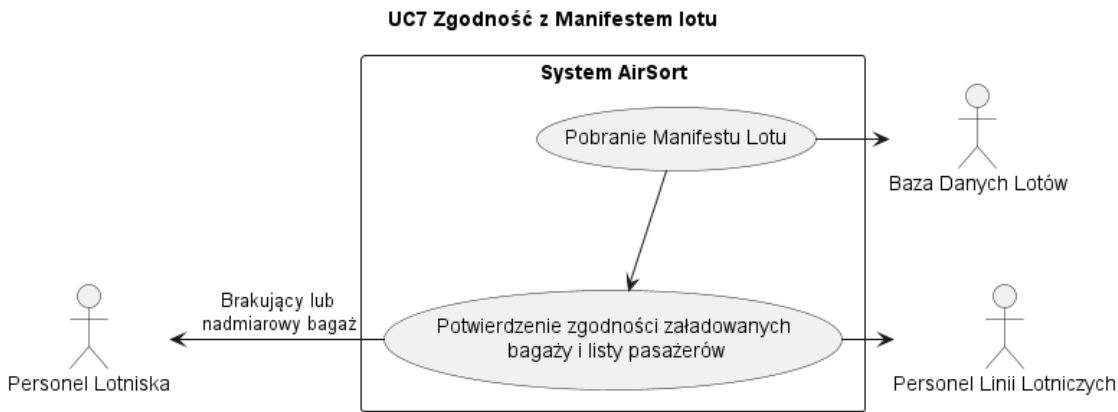 UC7 Zgodność z Manifestem lotu
System AirSort
Pobranie Manifestu Lotu
Baza Danych Lotów
Brakujący lub
nadmiarowy bagaż
Potwierdzenie zgodności załadowanych
bagaży i listy pasażerów
Personel Lotniska
Personel Linii Lotniczych